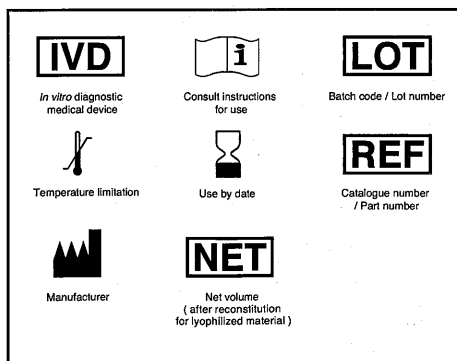 IVD
In vitro diagnostic
medical device
i
Consult instructions
for use
LOT
Batch code / Lot number
Temperature limitation
Use by date
REF
Catalogue number
/ Part number
Manufacturer
NET
Net volume
( after reconstitution
for lyophilized material )